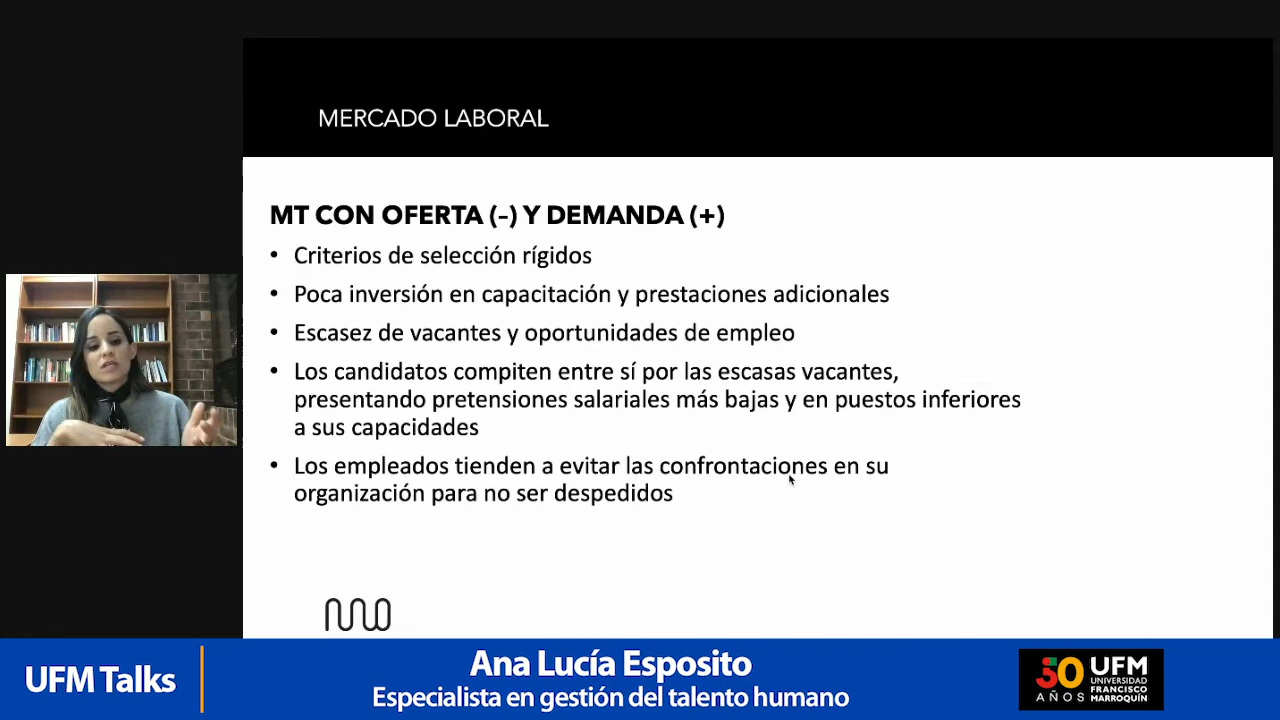 MERCADO LABORAL
MT CON OFERTA (-) Y DEMANDA (+)
• Criterios de selección rígidos
• Poca inversión en capacitación y prestaciones adicionales
• Escasez de vacantes y oportunidades de empleo
• Los candidatos compiten entre sí por las escasas vacantes,
presentando pretensiones salariales más bajas y en puestos inferiores
a sus capacidades
• Los empleados tienden a evitar las confrontaciones en su
organización para no ser despedidos
UFM Talks
Ana Lucía Esposito
Especialista en gestión del talento humano
50
AÑOS
UFM
UNIVERSIDAD
FRANCISCO
MARROQUÍN